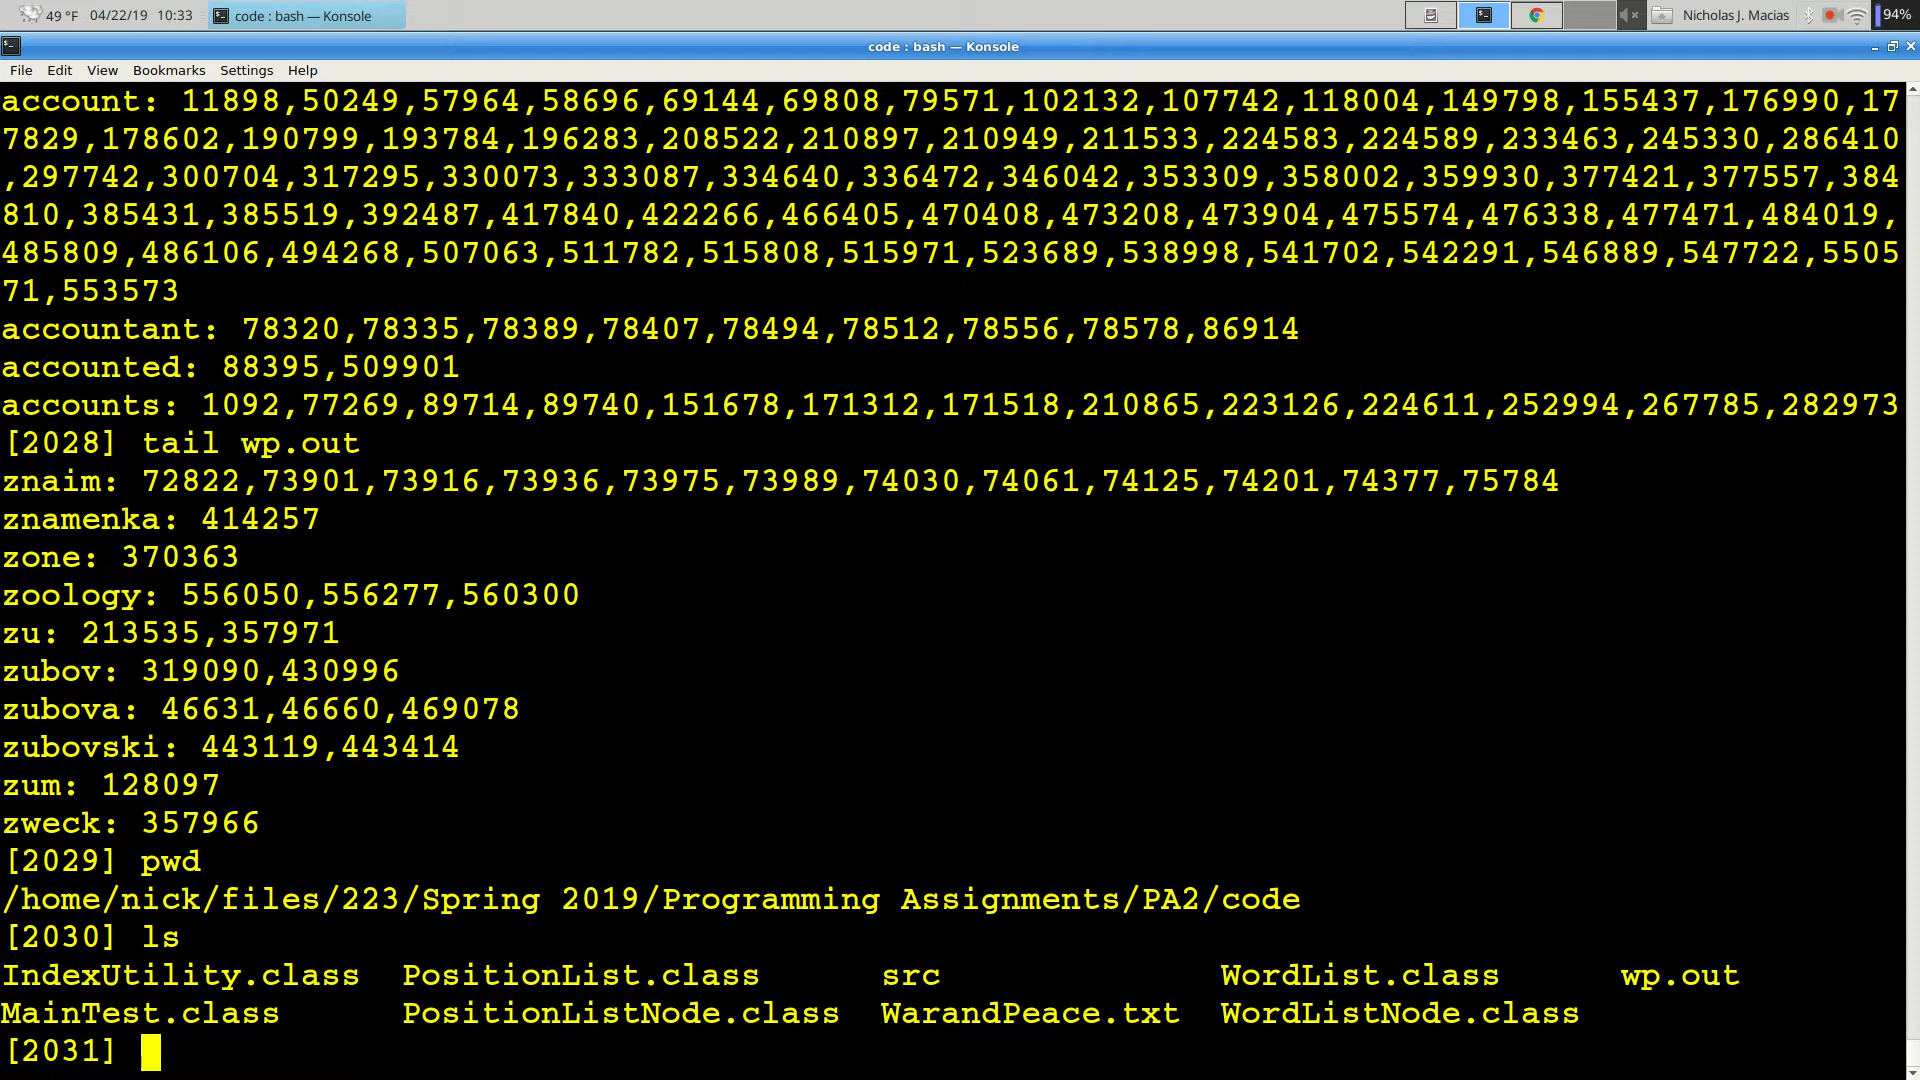 49 °F 04/22/19 10:33 code : bash — Konsole Nicholas J. Macias 94%
code : bash — Konsole
File Edit View Bookmarks Settings Help
account: 11898,50249,57964,58696,69144,69808,79571,102132,107742,118004,149798,155437,176990,17
7829,178602,190799,193784,196283,208522,210897,210949,211533,224583,224589,233463,245330,286410
,297742,300704,317295,330073,333087,334640,336472,346042,353309,358002,359930,377421,377557,384
810,385431,385519,392487,417840,422266,466405,470408,473208,473904,475574,476338,477471,484019,
485809,486106,494268,507063,511782,515808,515971,523689,538998,541702,542291,546889,547722,5505
71,553573
accountant: 78320,78335,78389,78407,78494,78512,78556,78578,86914
accounted: 88395,509901
accounts: 1092,77269,89714,89740,151678,171312,171518,210865,223126,224611,252994,267785,282973
[2028] tail wp.out
znaim: 72822,73901,73916,73936,73975,73989,74030,74061,74125,74201,74377,75784
znamenka: 414257
zone: 370363
zoology: 556050,556277,560300
zu: 213535,357971
zubov: 319090,430996
zubova: 46631,46660,469078
zubovski: 443119,443414
zum: 128097
zweck: 357966
[2029] pwd
/home/nick/files/223/Spring 2019/Programming Assignments/PA2/code
[2030] ls
IndexUtility.class PositionList.class src WordList.class wp.out
MainTest.class PositionListNode.class WarandPeace.txt WordListNode.class
[2031]